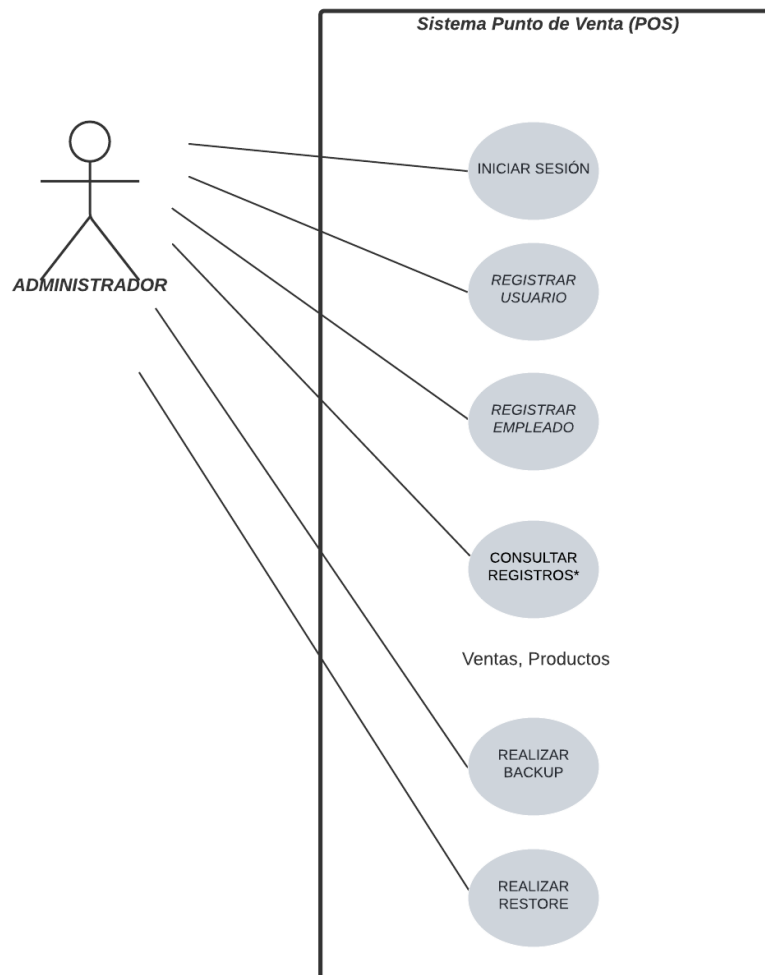 Sistema Punto de Venta (POS)
INICIAR SESIÓN
ADMINISTRADOR
REGISTRAR
USUARIO
REGISTRAR
EMPLEADO
CONSULTAR
REGISTROS*
Ventas, Productos
REALIZAR
BACKUP
REALIZAR
RESTORE